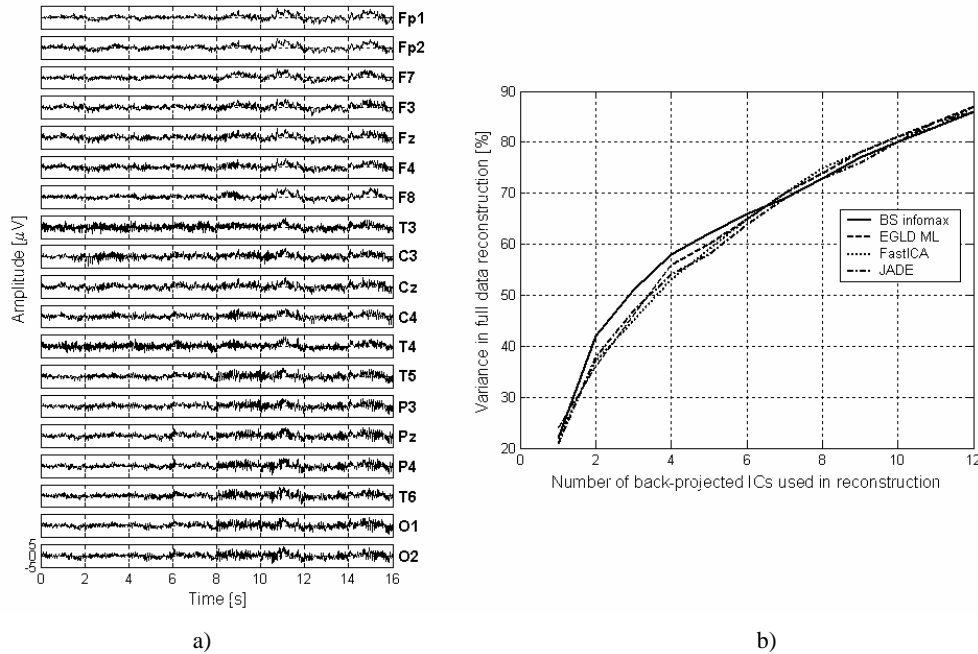 Fp1
Fp2
F7
F3
Fz
F4
F8
T3
C3
Cz
C4
T4
T5
P3
Pz
P4
T6
O1
O2
Amplitude [μV]
5
0
-5
0 2 4 6 8 10 12 14 16
Time [s]
a)
90
80
70
60
50
40
30
20
Variance in full data reconstruction [%]
BS infomax
EGLD ML
FastICA
JADE
0 2 4 6 8 10 12
Number of back-projected ICs used in reconstruction
b)